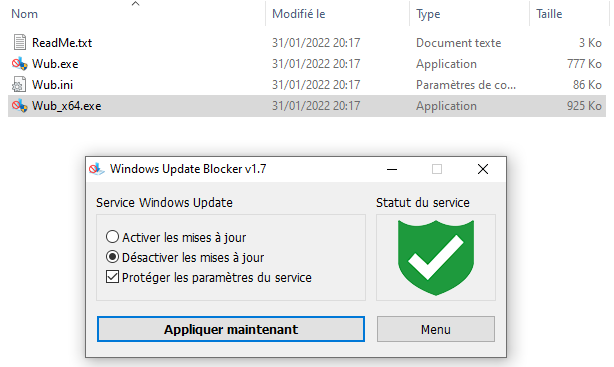 Nom Modifié le Type Taille
ReadMe.txt 31/01/2022 20:17 Document texte 3 Ko
Wub.exe 31/01/2022 20:17 Application 777 Ko
Wub.ini 31/01/2022 20:17 Paramètres de co... 86 Ko
Wub_x64.exe 31/01/2022 20:17 Application 925 Ko
Windows Update Blocker v1.7
Service Windows Update Statut du service
Activer les mises à jour
Désactiver les mises à jour
Protéger les paramètres du service
Appliquer maintenant Menu